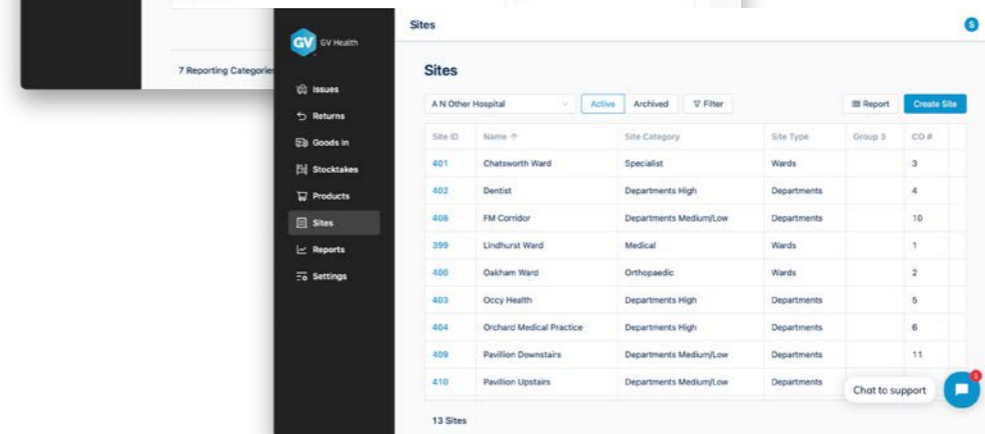 7 Reporting Categorie
GV GV Health
Issues
Returns
Goods In
Stocktakes
Products
Sites
Reports
Settings
Sites
S
Sites
A N Other Hospital Active Archived Filter Report Create Site
Site ID Name ↑ Site Category Site Type Group 3 CO #
401 Chatsworth Ward Specialist Wards 3
402 Dentist Departments High Departments 4
408 FM Corridor Departments Medium/Low Departments 10
399 Lindhurst Ward Medical Wards 1
400 Oakham Ward Orthopaedic Wards 2
403 Occy Health Departments High Departments 5
404 Orchard Medical Practice Departments High Departments 6
409 Pavillion Downstairs Departments Medium/Low Departments 11
410 Pavillion Upstairs Departments Medium/Low Departments
Chat to support 1
13 Sites